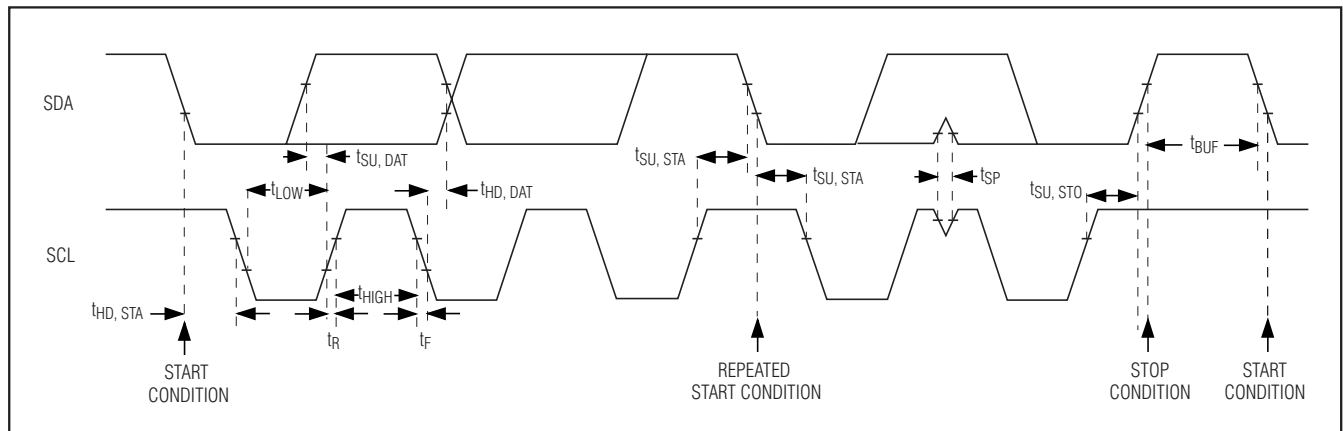 SDA
tSU, DAT
tSU, STA
tBUF
tLOW
tHD, DAT
tSU, STA
tSP
tSU, STO
SCL
tHIGH
tHD, STA
tR
tF
START
CONDITION
REPEATED
START CONDITION
STOP
CONDITION
START
CONDITION